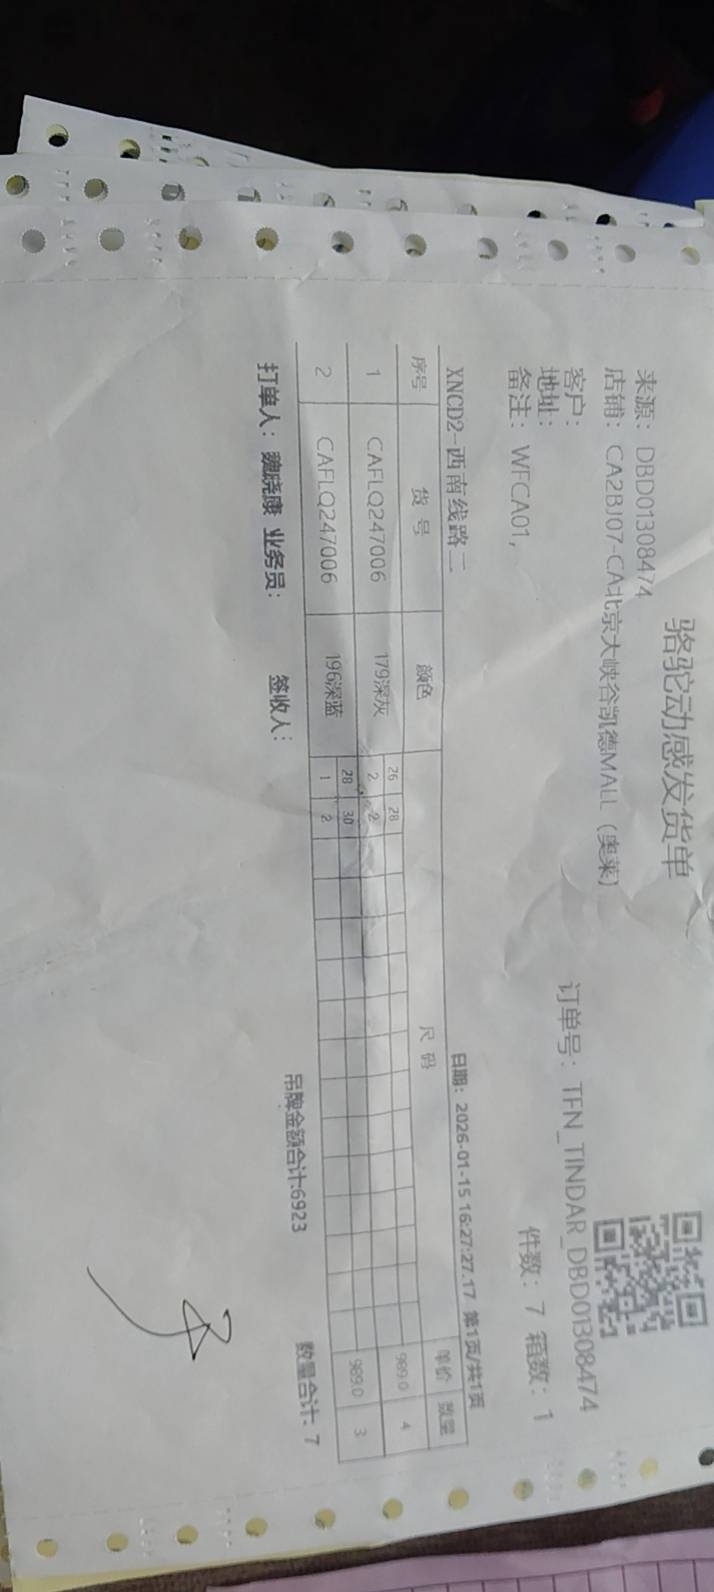 骆驼动感发货单
来源：DBD01308474
店铺：CA2BJ07-CA北京大峡谷凯德MALL（奥莱）
订单号：TFN_TINDAR_DBD01308474
客户：
地址：
件数：7 箱数：1
备注：WFCA01,
XNCD2-西南线路二 日期：2026-01-15 16:27:27.17 第1页/共1页
序号 货号 颜色 尺码 单价 数量
26 28
1 CAFLQ247006 179深灰 2 2 989.0 4
28 30
2 CAFLQ247006 196深蓝 1 2 989.0 3
吊牌金额合计:6923 数量合计: 7
打单人：魏晓康 业务员： 签收人：